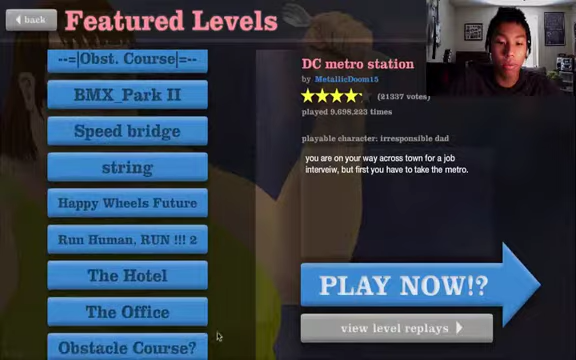 back
Featured Levels
--=|Obst. Course|=--
BMX_Park II
Speed bridge
string
Happy Wheels Future
Run Human, RUN !!! 2
The Hotel
The Office
Obstacle Course?
DC metro station
by MetallicDoom15
(21337 votes)
played 9,698,223 times
playable character: irresponsible dad
you are on your way across town for a job
interveiw, but first you have to take the metro.
PLAY NOW!?
view level replays